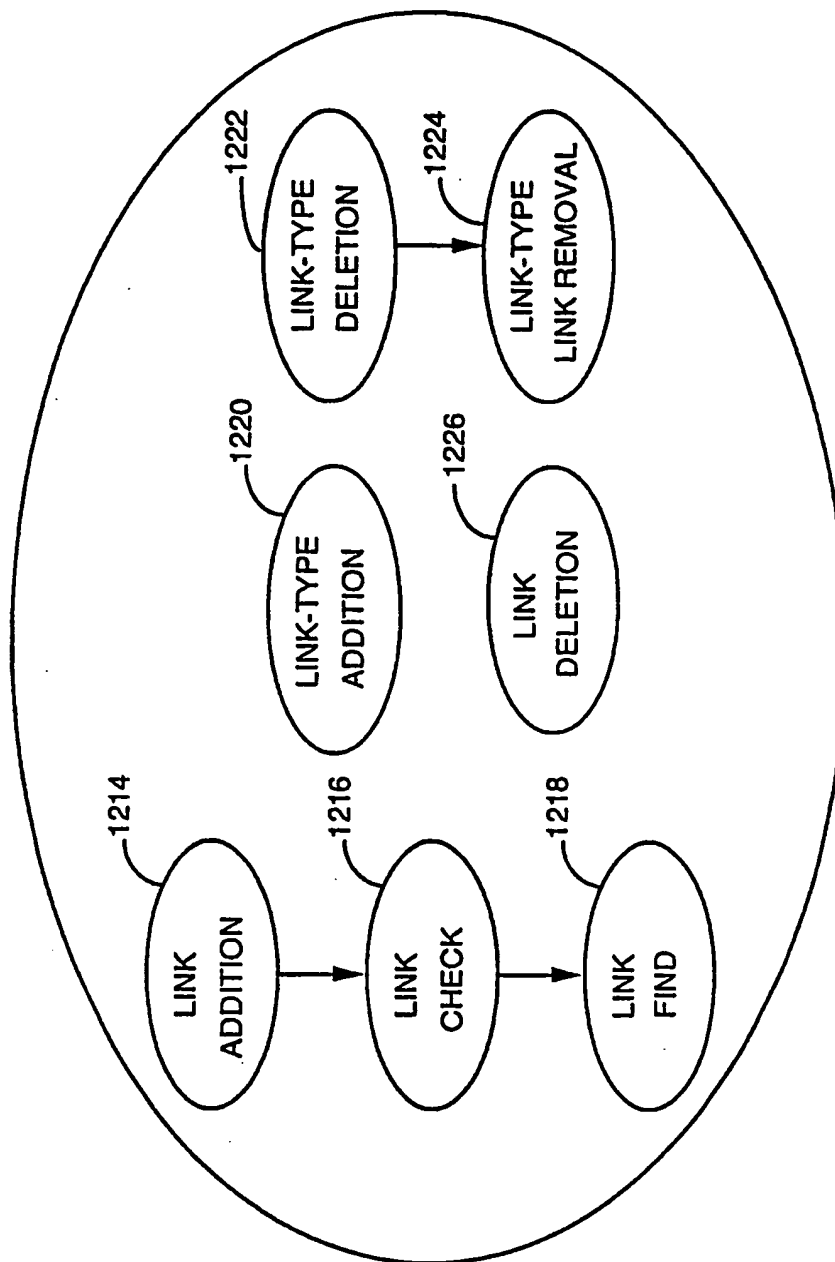 1214
LINK
ADDITION
1216
LINK
CHECK
1218
LINK
FIND
1220
LINK-TYPE
ADDITION
1226
LINK
DELETION
1222
LINK-TYPE
DELETION
1224
LINK-TYPE
LINK REMOVAL